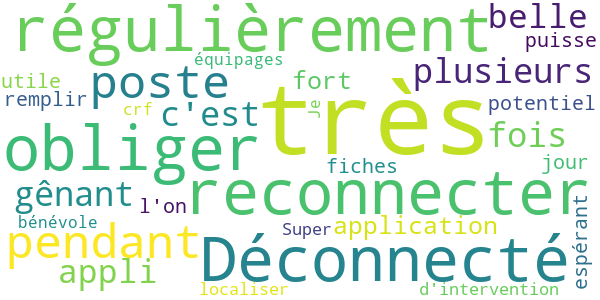 régulièrement belle
puisse
équipages
utile poste fort plusieurs
remplir crf c'est très Je potentiel
obliger fois
fiches jour
gênant l'on reconnecter
bénévole Super application espérant
pendant Déconnecté
appli
localiser d'intervention